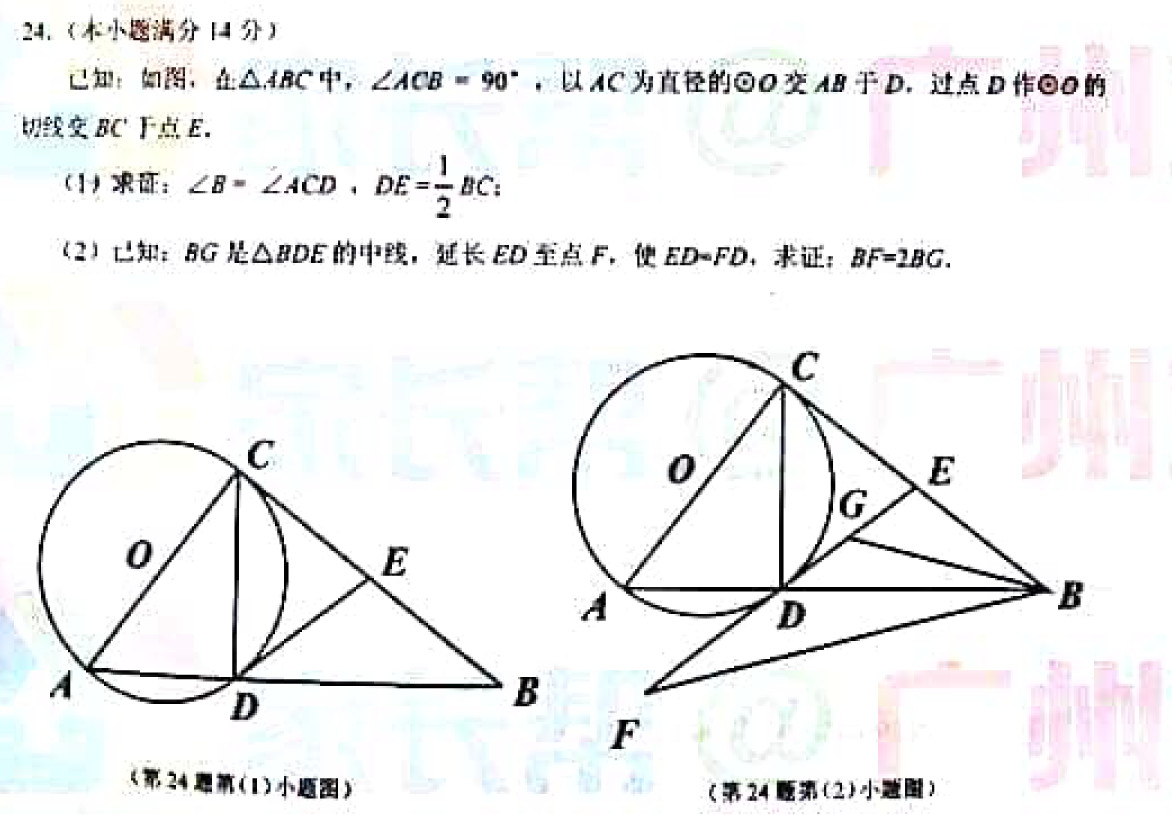 24.（本小题满分 14 分）
已知：如图，在△ABC 中，∠ACB = 90°，以 AC 为直径的⊙O 交 AB 于 D，过点 D 作⊙O 的
切线交 BC 于点 E.
（1）求证：∠B = ∠ACD，DE = 1/2 BC；
（2）已知：BG 是△BDE 的中线，延长 ED 至点 F，使 ED=FD，求证：BF=2BG.
C
O
E
A
D
B
（第 24 题第(1)小题图）
C
O
E
G
A
D
B
F
（第 24 题第(2)小题图）
@广州
@广州
@广州